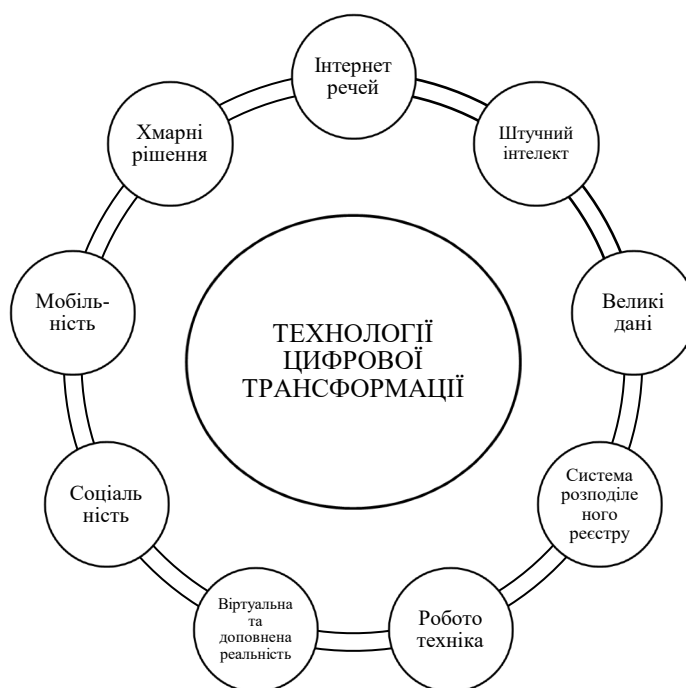 Інтернет
речей
Штучний
інтелект
Великі
дані
Система
розподіле
ного
реєстру
Робото
техніка
Віртуальна
та
доповнена
реальність
Соціаль
ність
Мобіль-
ність
Хмарні
рішення
ТЕХНОЛОГІЇ
ЦИФРОВОЇ
ТРАНСФОРМАЦІЇ